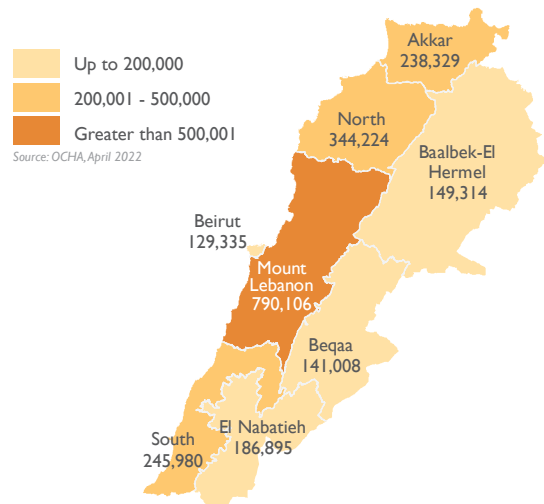 Up to 200,000
200,001 - 500,000
Greater than 500,001
Source: OCHA, April 2022
Akkar
238,329
North
344,224
Baalbek-El
Hermel
149,314
Beirut
129,335
Mount
Lebanon
790,106
Beqaa
141,008
El Nabatieh
186,895
South
245,980